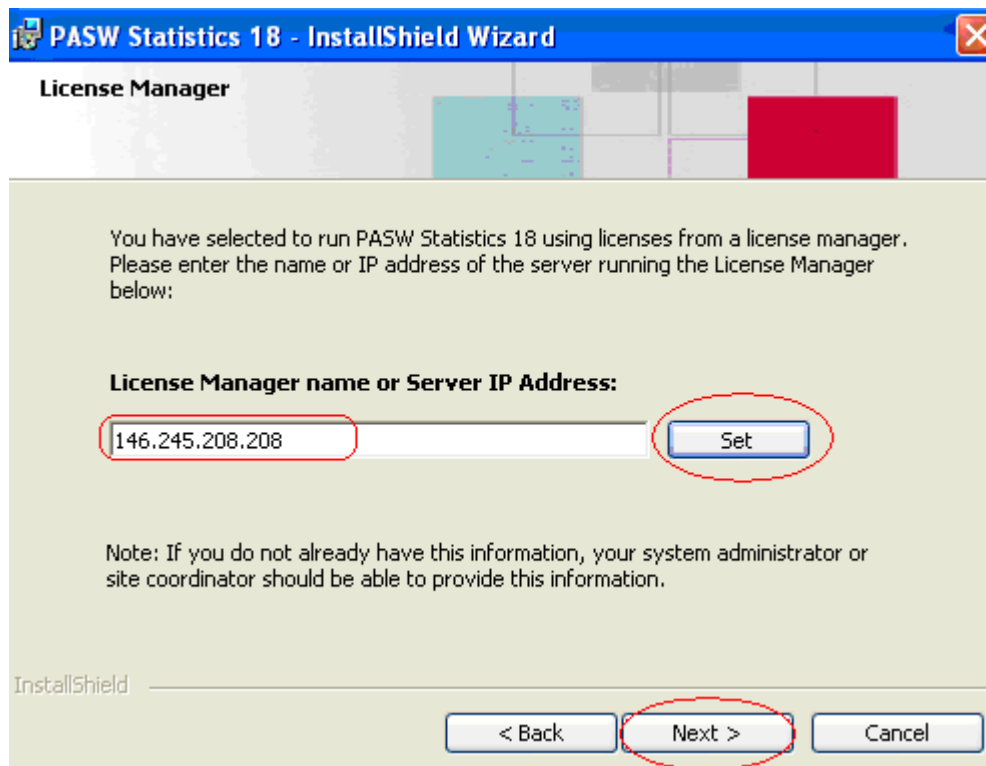 PASW Statistics 18 - InstallShield Wizard
License Manager
You have selected to run PASW Statistics 18 using licenses from a license manager.
Please enter the name or IP address of the server running the License Manager
below:
License Manager name or Server IP Address:
146.245.208.208
Set
Note: If you do not already have this information, your system administrator or
site coordinator should be able to provide this information.
InstallShield
< Back
Next >
Cancel